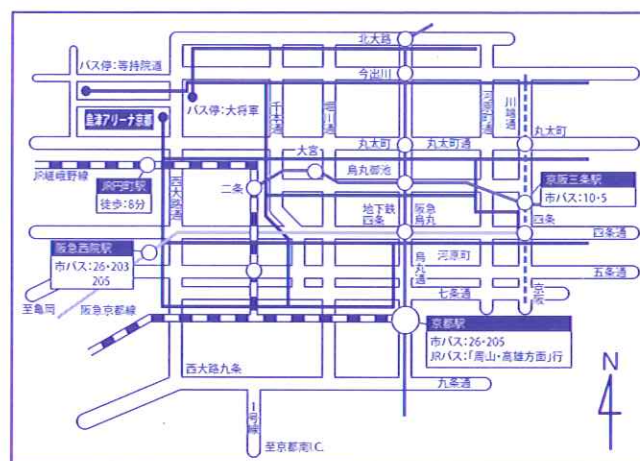 北大路
バス停：等持院道
今出川
島津アリーナ京都
バス停：大将軍
千本通
堀川通
河原町通
川端通
丸太町
丸太町通
丸太町
大宮
烏丸御池
JR嵯峨野線
JR円町駅
徒歩：8分
西大路通
二条
京阪三条駅
市バス：10・5
地下鉄
四条
阪急
烏丸
四条
四条通
阪急西院駅
市バス：26・203
205
烏丸通
河原町
五条通
七条通
京阪
至亀岡
阪急京都線
京都駅
市バス：26・205
JRバス：「周山・高雄方面」行
西大路九条
九条通
1号線
至京都南I.C.
N